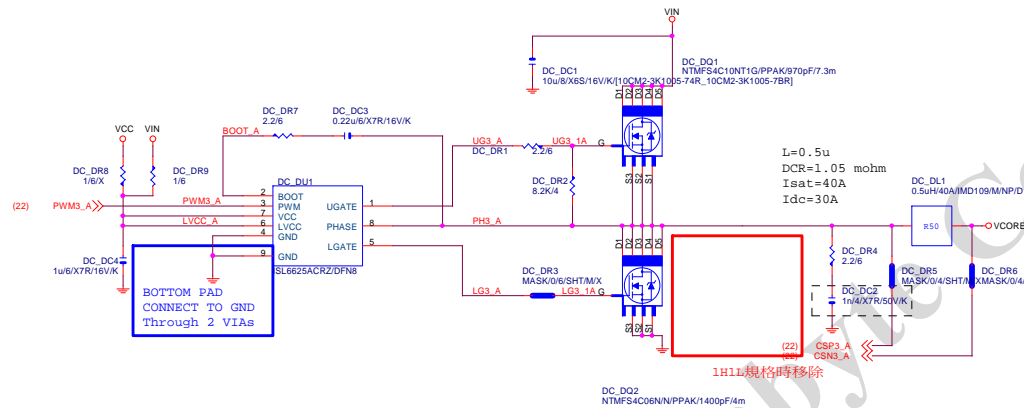 VIN
DC_DC1
10u/8/X6S/16V/K/[10CM2-3K1005-74R_10CM2-3K1005-7BR]
DC_DQ1
NTMFS4C10NT1G/PPAK/970pF/7.3m
D1
D2
D3
D4
D5
DC_DR7
2.2/6
DC_DC3
0.22u/6/X7R/16V/K
VCC
VIN
BOOT_A
UG3_A
DC_DR1
2.2/6
UG3_1A
G
S3
S2
S1
L=0.5u
DCR=1.05 mohm
Isat=40A
Idc=30A
DC_DR8
1/6/X
DC_DR9
1/6
DC_DU1
DC_DR2
8.2K/4
DC_DL1
0.5uH/40A/IMD109/M/NP/D
(22)
PWM3_A
PWM3_A
LVCC_A
2
BOOT
3
PWM
7
VCC
6
LVCC
4
GND
9
GND
UGATE
1
PHASE
8
LGATE
5
PH3_A
R50
VCORE
D1
D2
D3
D4
D5
DC_DC4
1u/6/X7R/16V/K
SL6625ACRZ/DFN8
DC_DR3
MASK/0/6/SHT/M/X
LG3_A
LG3_1A
G
S3
S2
S1
DC_DR4
2.2/6
DC_DC2
1n/4/X7R/50V/K
DC_DR5
MASK/0/4/SHT/M/X
DC_DR6
MASK/0/4/
BOTTOM PAD
CONNECT TO GND
Through 2 VIAs
(22)
CSP3_A
(22)
CSN3_A
1H1L規格時移除
DC_DQ2
NTMFS4C06N/N/PPAK/1400pF/4m